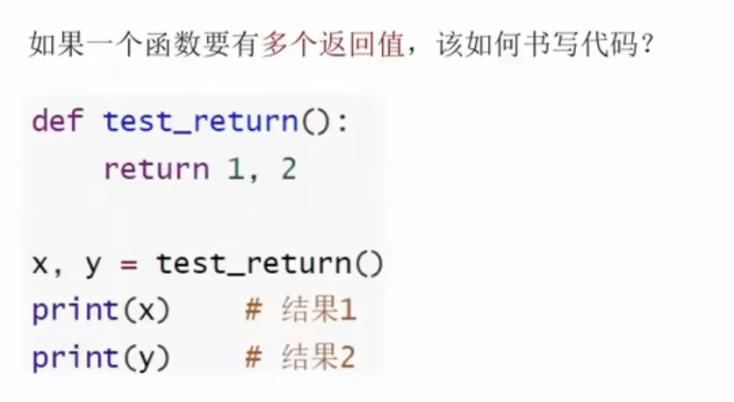 如果一个函数要有多个返回值，该如何书写代码？
def test_return():
    return 1, 2
x, y = test_return()
print(x)    # 结果1
print(y)    # 结果2